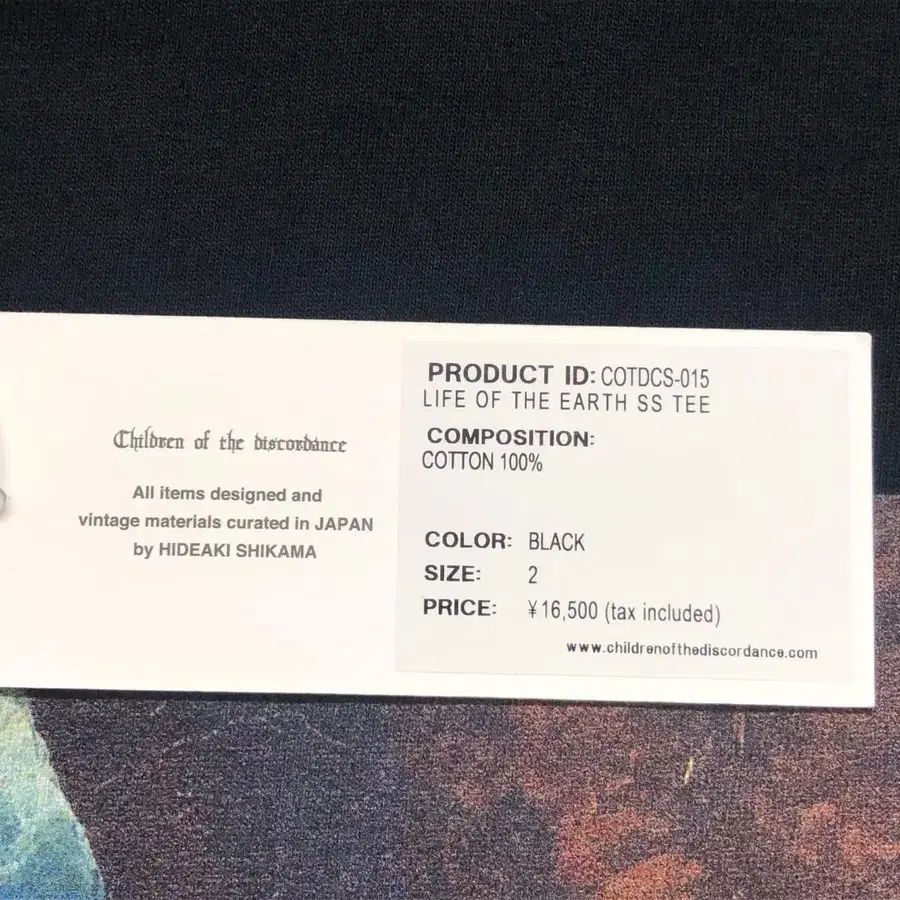 Children of the discordance
All items designed and
vintage materials curated in JAPAN
by HIDEAKI SHIKAMA
PRODUCT ID: COTDCS-015
LIFE OF THE EARTH SS TEE
COMPOSITION:
COTTON 100%
COLOR: BLACK
SIZE: 2
PRICE: ¥16,500 (tax included)
www.childrenofthediscordance.com